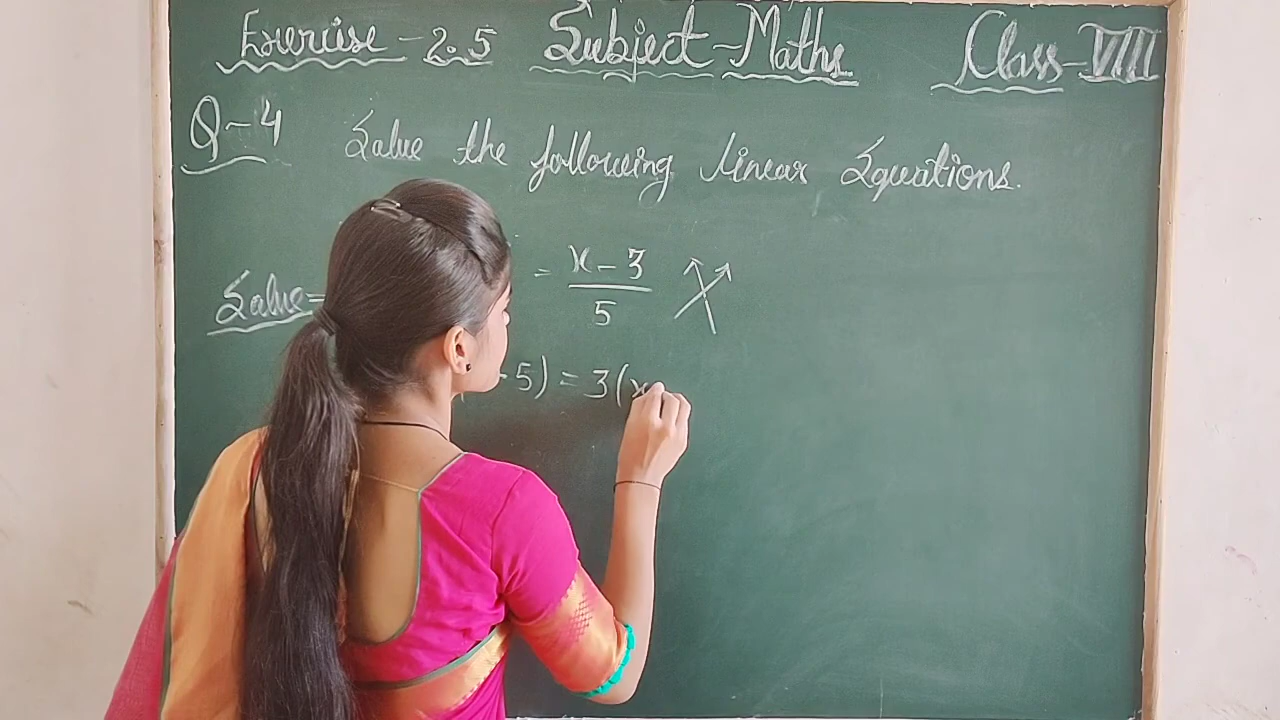 Exercise - 2.5 Subject - Maths Class - VIII
Q-4 Solve the following linear Equations.
Solve = = x - 3 / 5
- 5) = 3(x